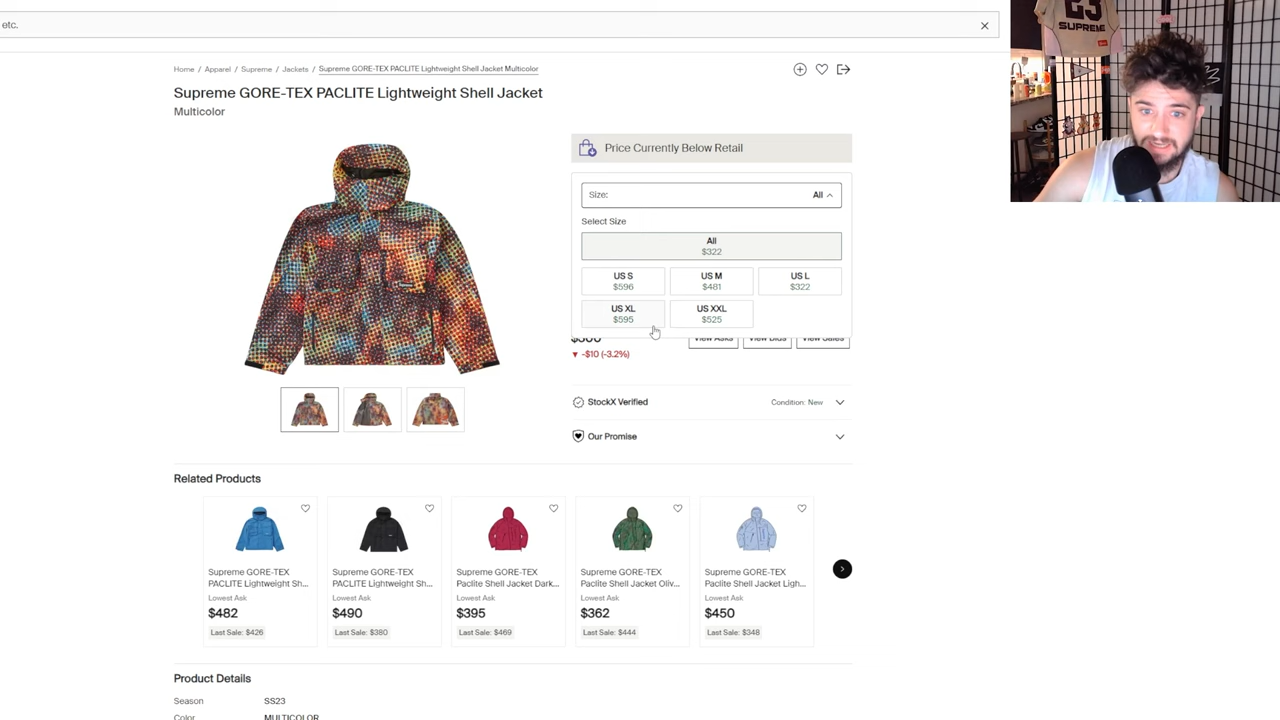 etc.
23
SUPREME
Home / Apparel / Supreme / Jackets / Supreme GORE-TEX PACLITE Lightweight Shell Jacket Multicolor
Supreme GORE-TEX PACLITE Lightweight Shell Jacket
Multicolor
Price Currently Below Retail
Size: All
Select Size
All
$322
US S
$596
US M
$481
US L
$322
US XL
$595
US XXL
$525
$300 View Asks View Bids View Sales
▼ -$10 (-3.2%)
StockX Verified Condition: New
Our Promise
Related Products
Supreme GORE-TEX
PACLITE Lightweight Sh...
Lowest Ask
$482
Last Sale: $426
Supreme GORE-TEX
PACLITE Lightweight Sh...
Lowest Ask
$490
Last Sale: $380
Supreme GORE-TEX
Paclite Shell Jacket Dark...
Lowest Ask
$395
Last Sale: $469
Supreme GORE-TEX
Paclite Shell Jacket Oliv...
Lowest Ask
$362
Last Sale: $444
Supreme GORE-TEX
Paclite Shell Jacket Ligh...
Lowest Ask
$450
Last Sale: $348
Product Details
Season SS23
Color MULTICOLOR